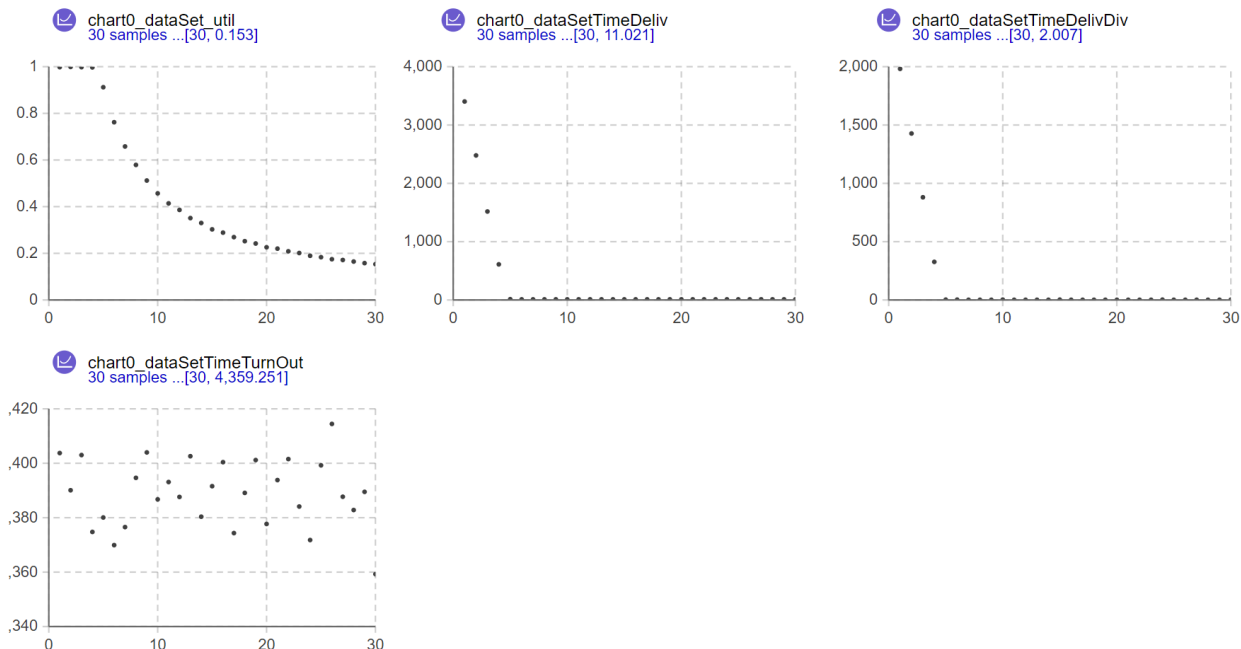 chart0_dataSet_util
30 samples ...[30, 0.153]
1
0.8
0.6
0.4
0.2
0
0 10 20 30
chart0_dataSetTimeDeliv
30 samples ...[30, 11.021]
4,000
3,000
2,000
1,000
0
0 10 20 30
chart0_dataSetTimeDelivDiv
30 samples ...[30, 2.007]
2,000
1,500
1,000
500
0
0 10 20 30
chart0_dataSetTimeTurnOut
30 samples ...[30, 4,359.251]
,420
,400
,380
,360
,340
0 10 20 30